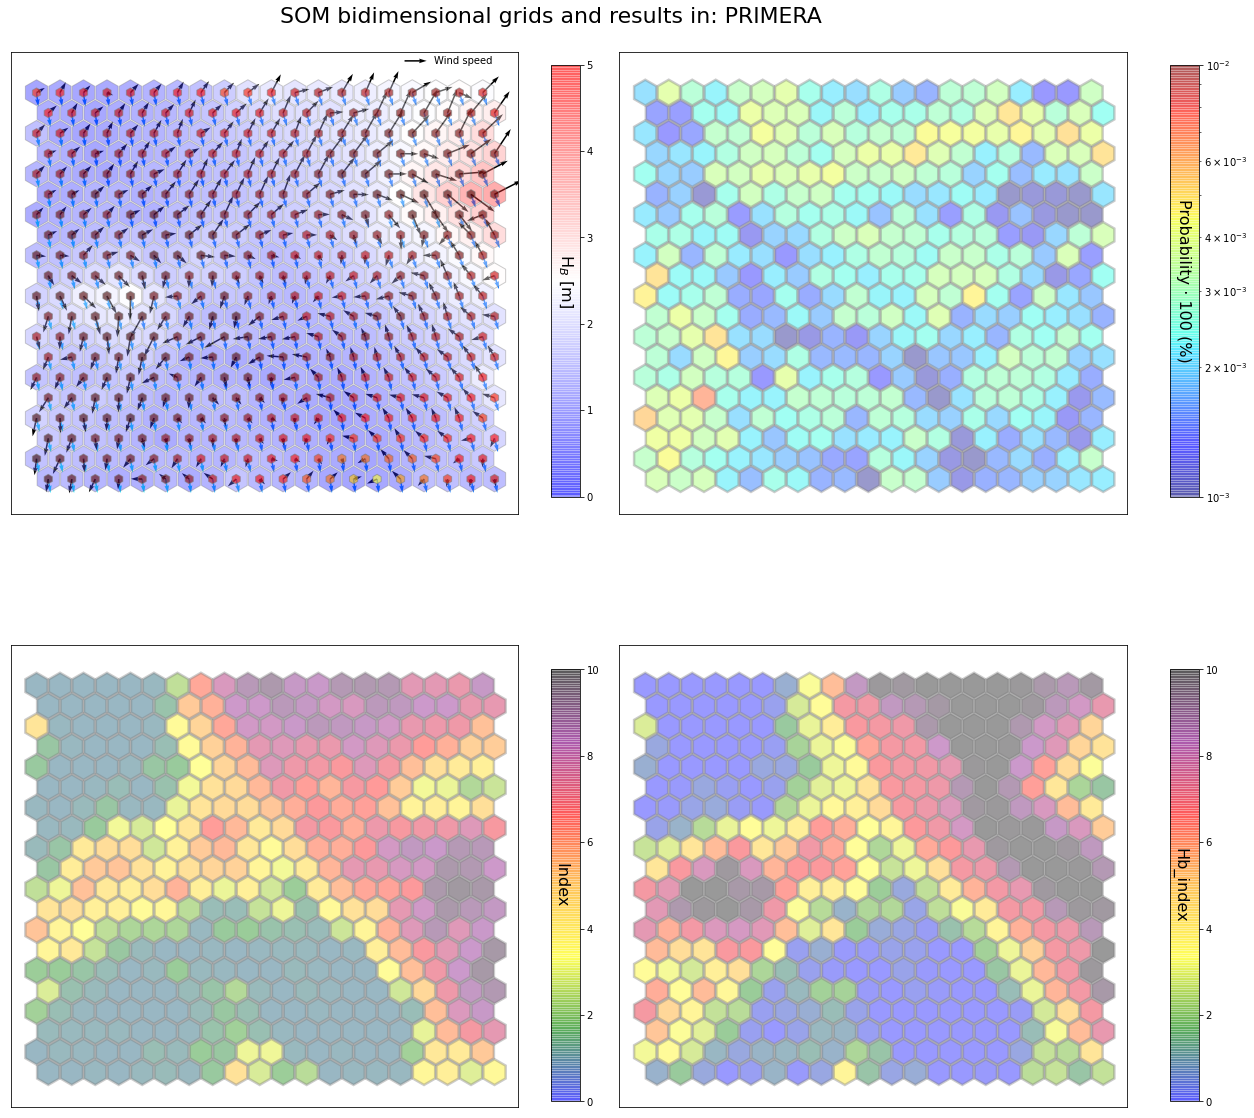 SOM bidimensional grids and results in: PRIMERA
Wind speed
5
4
3
2
1
0
H_B [m]
10⁻²
6 × 10⁻³
4 × 10⁻³
3 × 10⁻³
2 × 10⁻³
10⁻³
Probability · 100 (%)
10
8
6
4
2
0
Index
10
8
6
4
2
0
Hb_index